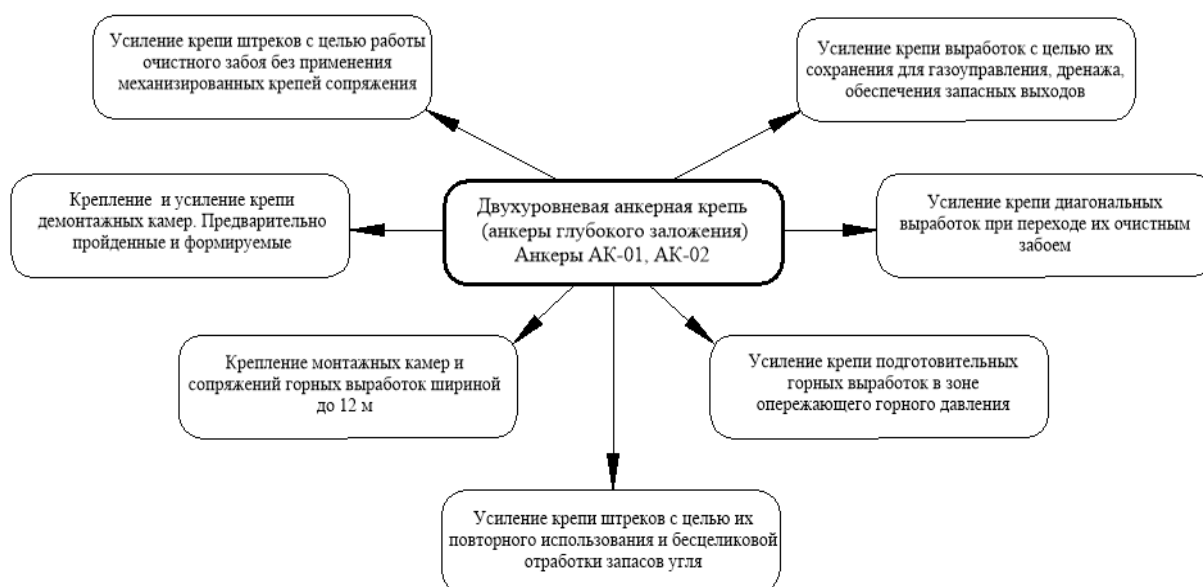 Усиление крепи штреков с целью работы
очистного забоя без применения
механизированных крепей сопряжения
Усиление крепи выработок с целью их
сохранения для газоуправления, дренажа,
обеспечения запасных выходов
Крепление и усиление крепи
демонтажных камер. Предварительно
пройденные и формируемые
Двухуровневая анкерная крепь
(анкеры глубокого заложения)
Анкеры АК-01, АК-02
Усиление крепи диагональных
выработок при переходе их очистным
забоем
Крепление монтажных камер и
сопряжений горных выработок шириной
до 12 м
Усиление крепи подготовительных
горных выработок в зоне
опережающего горного давления
Усиление крепи штреков с целью их
повторного использования и бесцеликовой
отработки запасов угля